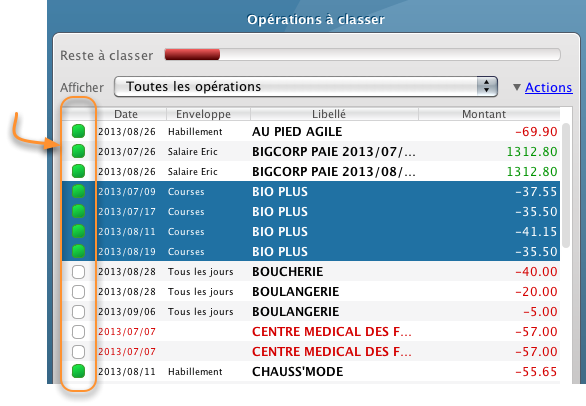 Opérations à classer
Reste à classer
Afficher Toutes les opérations Actions
Date Enveloppe Libellé Montant
2013/08/26 Habillement AU PIED AGILE -69.90
2013/07/26 Salaire Eric BIGCORP PAIE 2013/07/... 1312.80
2013/08/26 Salaire Eric BIGCORP PAIE 2013/08/... 1312.80
2013/07/09 Courses BIO PLUS -37.55
2013/07/17 Courses BIO PLUS -35.50
2013/08/11 Courses BIO PLUS -41.15
2013/08/19 Courses BIO PLUS -35.50
2013/08/28 Tous les jours BOUCHERIE -40.00
2013/08/28 Tous les jours BOULANGERIE -20.00
2013/09/06 Tous les jours BOULANGERIE -5.00
2013/07/07 CENTRE MEDICAL DES F... -57.00
2013/07/07 CENTRE MEDICAL DES F... -57.00
2013/08/11 Habillement CHAUSS'MODE -55.65